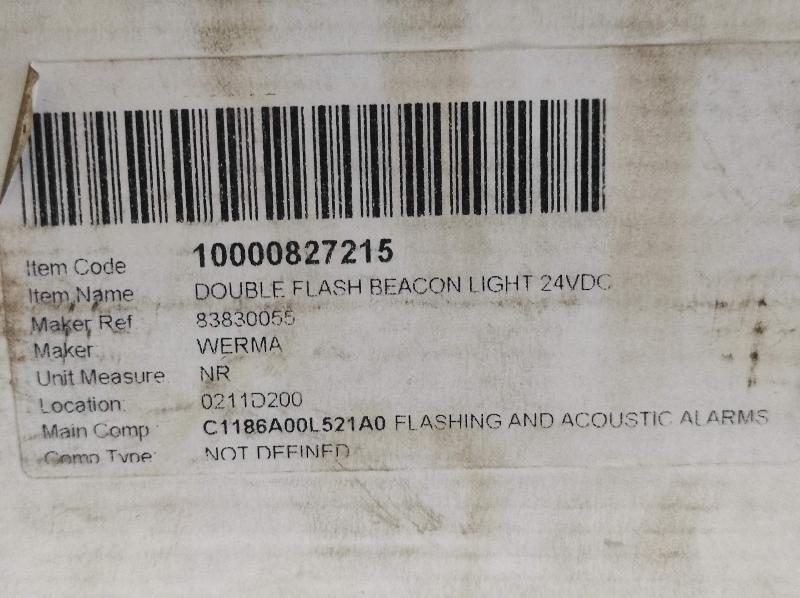 Item Code 10000827215
Item Name DOUBLE FLASH BEACON LIGHT 24VDC
Maker Ref 83830055
Maker WERMA
Unit Measure NR
Location: 0211D200
Main Comp C1186A00L521A0 FLASHING AND ACOUSTIC ALARMS
Comp Type: NOT DEFINED